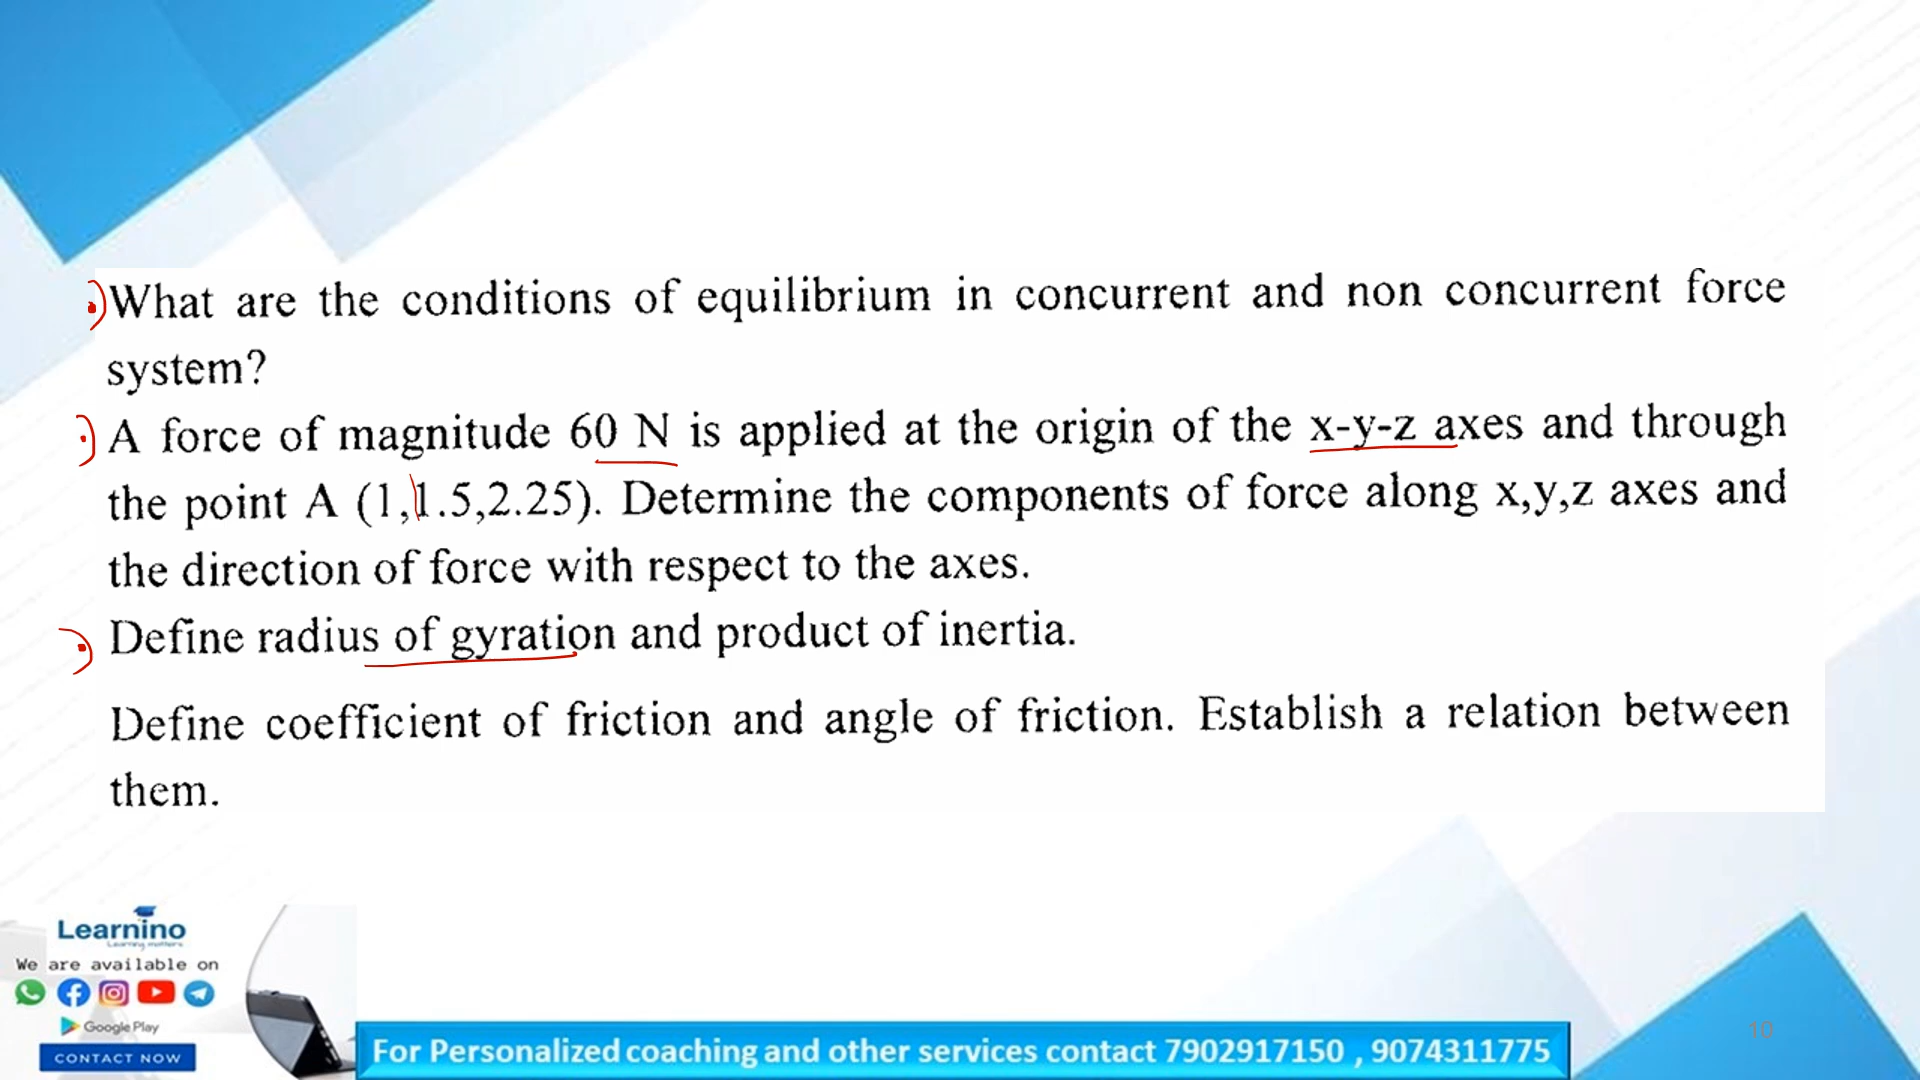 What are the conditions of equilibrium in concurrent and non concurrent force
system?
A force of magnitude 60 N is applied at the origin of the x-y-z axes and through
the point A (1,1.5,2.25). Determine the components of force along x,y,z axes and
the direction of force with respect to the axes.
Define radius of gyration and product of inertia.
Define coefficient of friction and angle of friction. Establish a relation between
them.
Learnino
Learning matters
We are available on
Google Play
CONTACT NOW
For Personalized coaching and other services contact 7902917150 , 9074311775
10